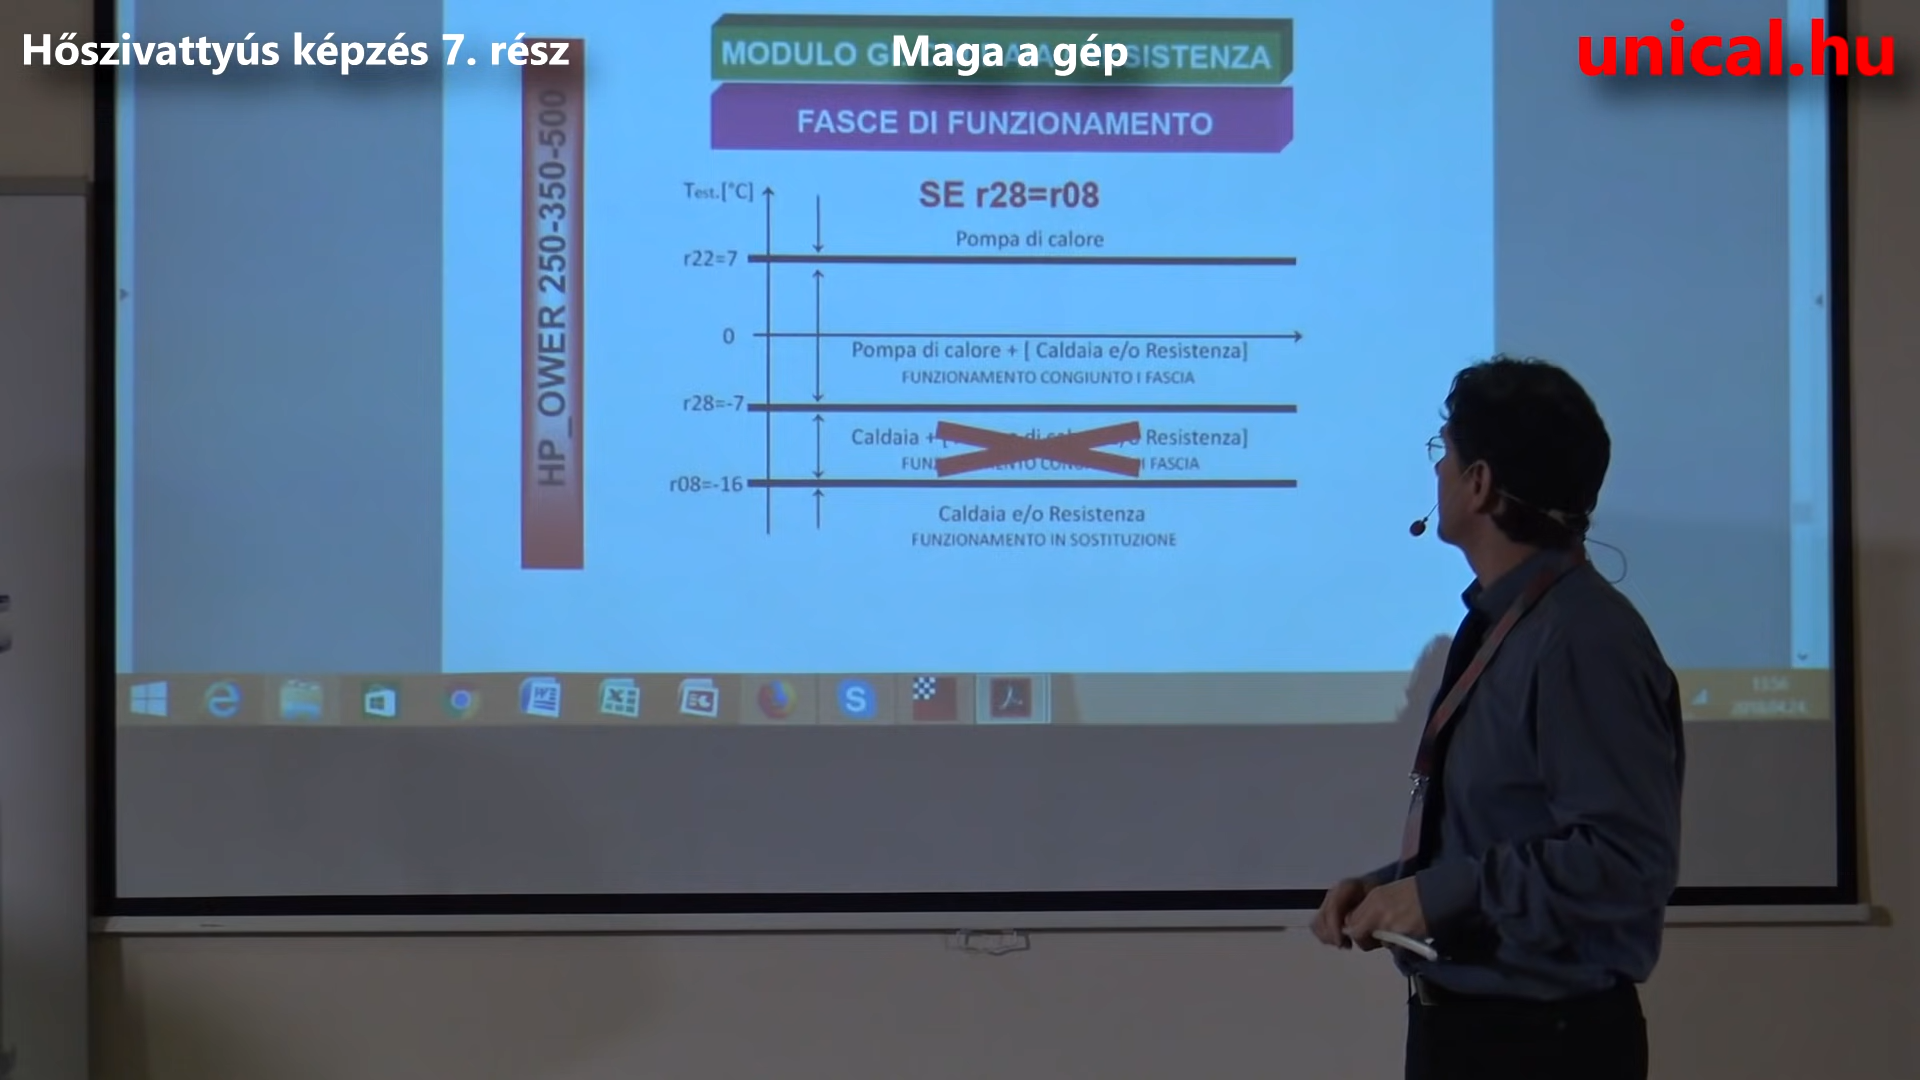 Hőszivattyús képzés 7. rész
Maga a gép
unical.hu
MODULO
SISTENZA
FASCE DI FUNZIONAMENTO
HP_OWER 250-350-500
Test.[°C]
SE r28=r08
Pompa di calore
r22=7
0
Pompa di calore + [ Caldaia e/o Resistenza]
FUNZIONAMENTO CONGIUNTO I FASCIA
r28=-7
Caldaia + [ di Resistenza]
FASCIA
r08=-16
Caldaia e/o Resistenza
FUNZIONAMENTO IN SOSTITUZIONE
S